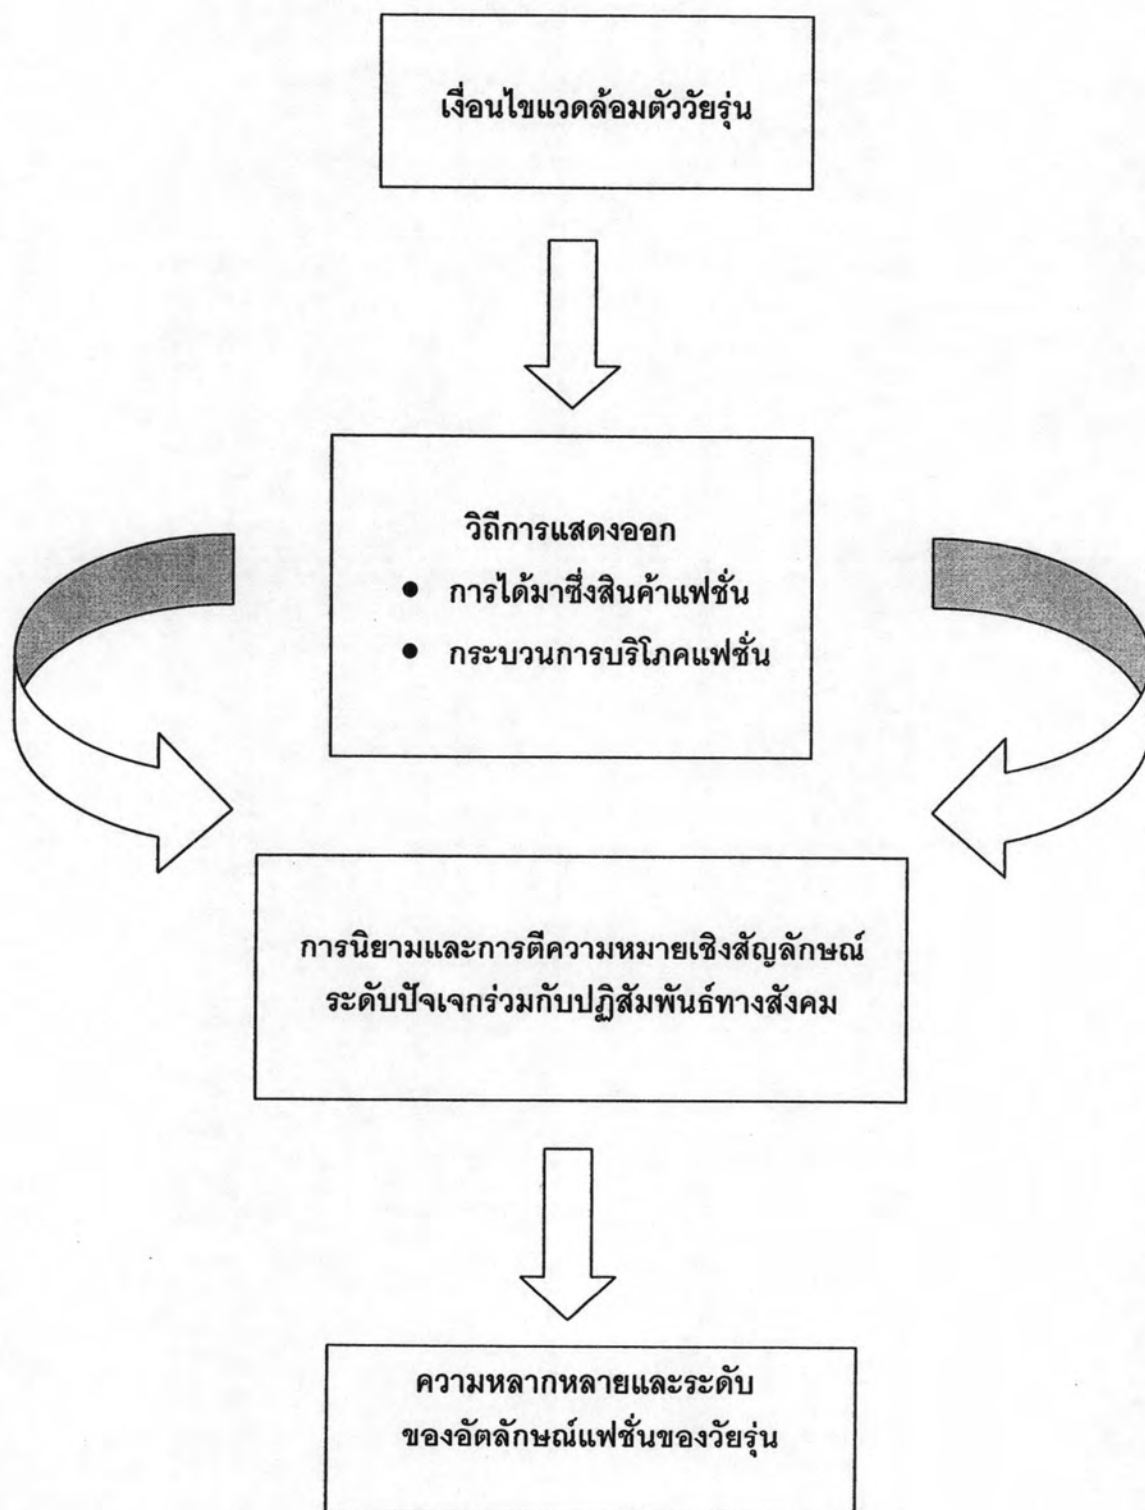 เงื่อนไขแวดล้อมตัววัยรุ่น
วิถีการแสดงออก
● การได้มาซึ่งสินค้าแฟชั่น
● กระบวนการบริโภคแฟชั่น
การนิยามและการตีความหมายเชิงสัญลักษณ์
ระดับปัจเจกร่วมกับปฏิสัมพันธ์ทางสังคม
ความหลากหลายและระดับ
ของอัตลักษณ์แฟชั่นของวัยรุ่น